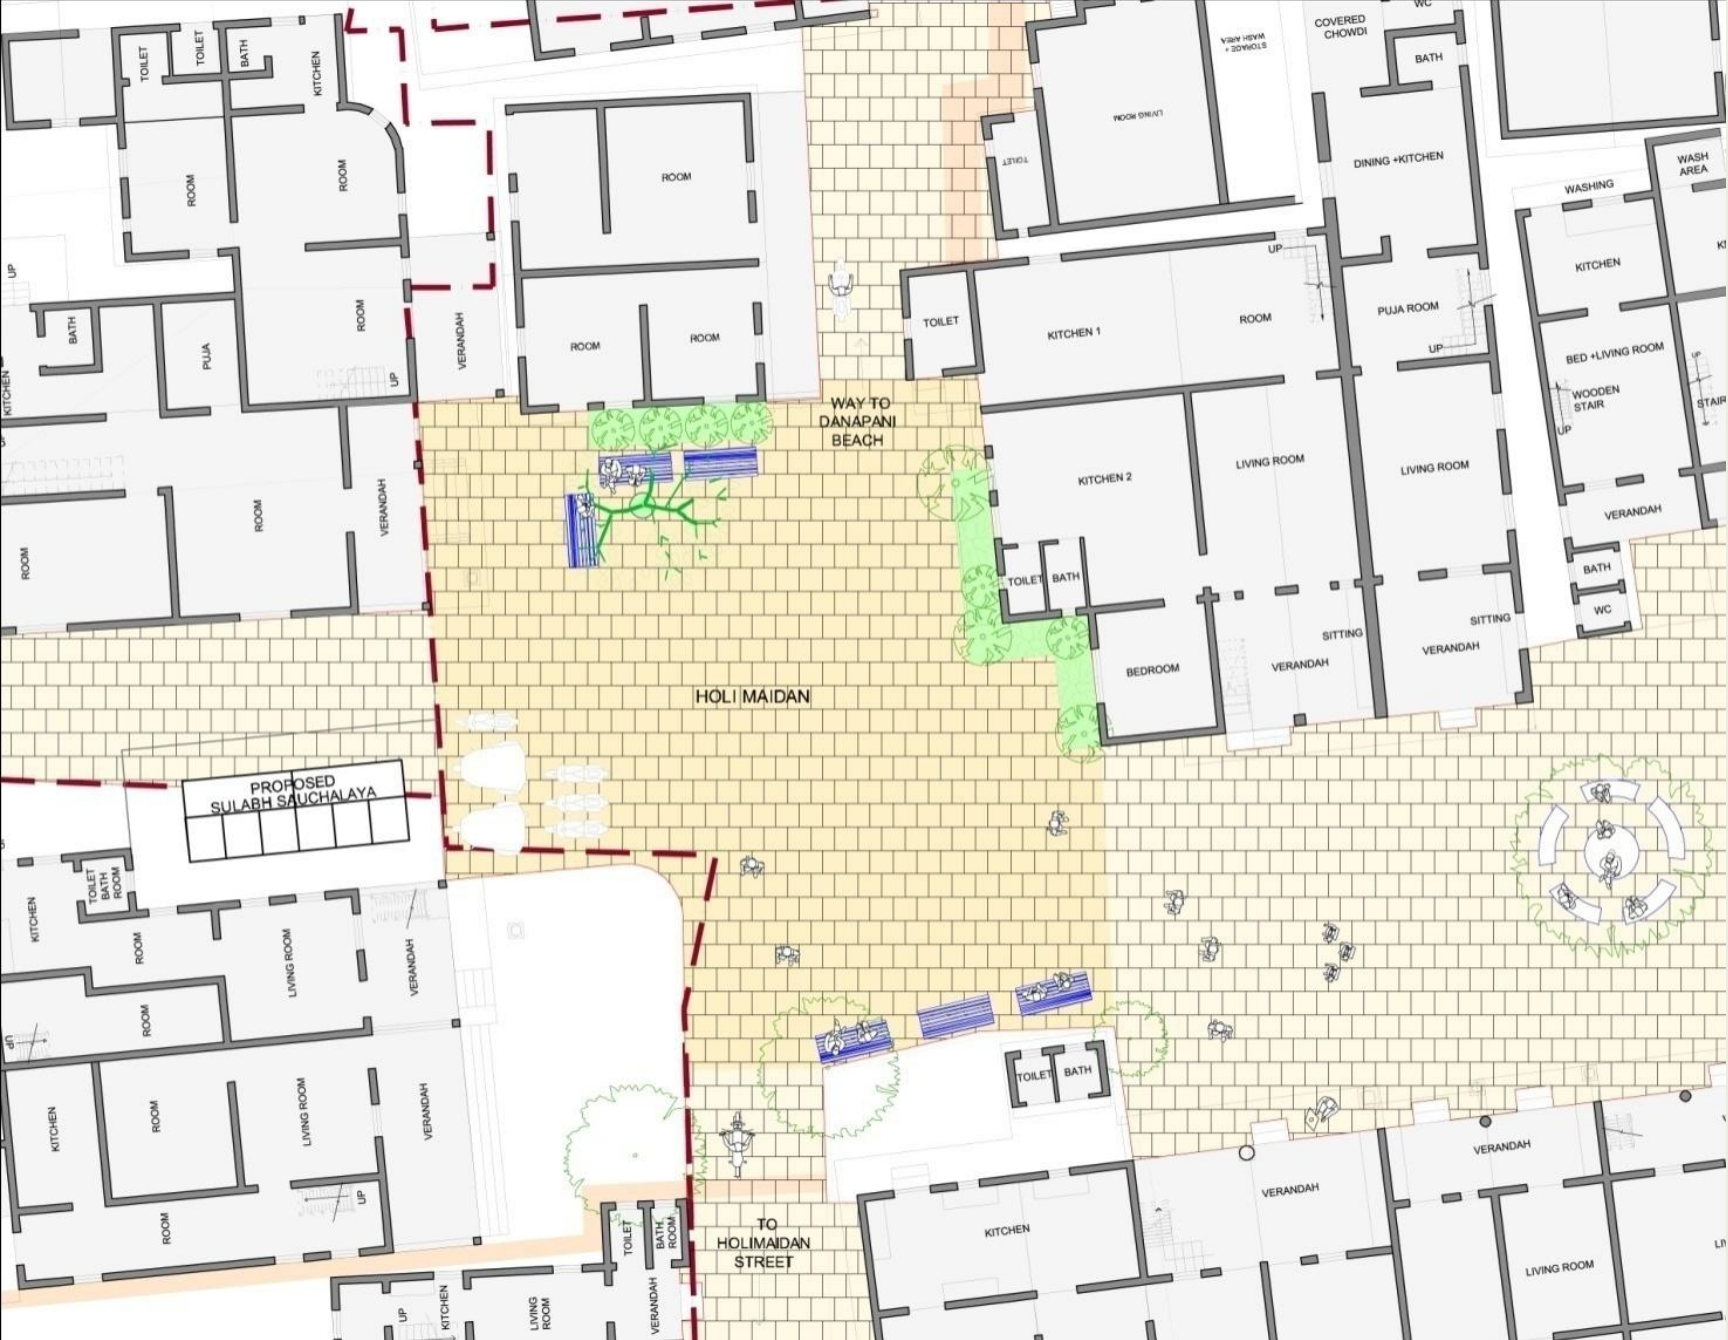 TOILET
TOILET
BATH
KITCHEN
ROOM
ROOM
UP
ROOM
BATH
PUJA
KITCHEN
UP
VERANDAH
ROOM
ROOM
VERANDAH
ROOM
ROOM
ROOM
STORAGE +
WASH AREA
COVERED
CHOWDI
WC
BATH
LIVING ROOM
TOILET
DINING +KITCHEN
WASHING
WASH
AREA
KITCHEN
UP
TOILET
KITCHEN 1
ROOM
PUJA ROOM
UP
BED +LIVING ROOM
WOODEN
STAIR
UP
UP
STAIR
WAY TO
DANAPANI
BEACH
KITCHEN 2
LIVING ROOM
LIVING ROOM
VERANDAH
TOILET
BATH
BATH
WC
SITTING
SITTING
BEDROOM
VERANDAH
VERANDAH
HOLI MAIDAN
PROPOSED
SULABH SAUCHALAYA
TOILET
BATH
ROOM
KITCHEN
ROOM
LIVING ROOM
VERANDAH
ROOM
UP
KITCHEN
ROOM
LIVING ROOM
VERANDAH
UP
ROOM
TOILET
BATH
VERANDAH
VERANDAH
KITCHEN
TO
HOLIMAIDAN
STREET
TOILET
BATH
ROOM
UP
KITCHEN
LIVING
ROOM
VERANDAH
LIVING ROOM